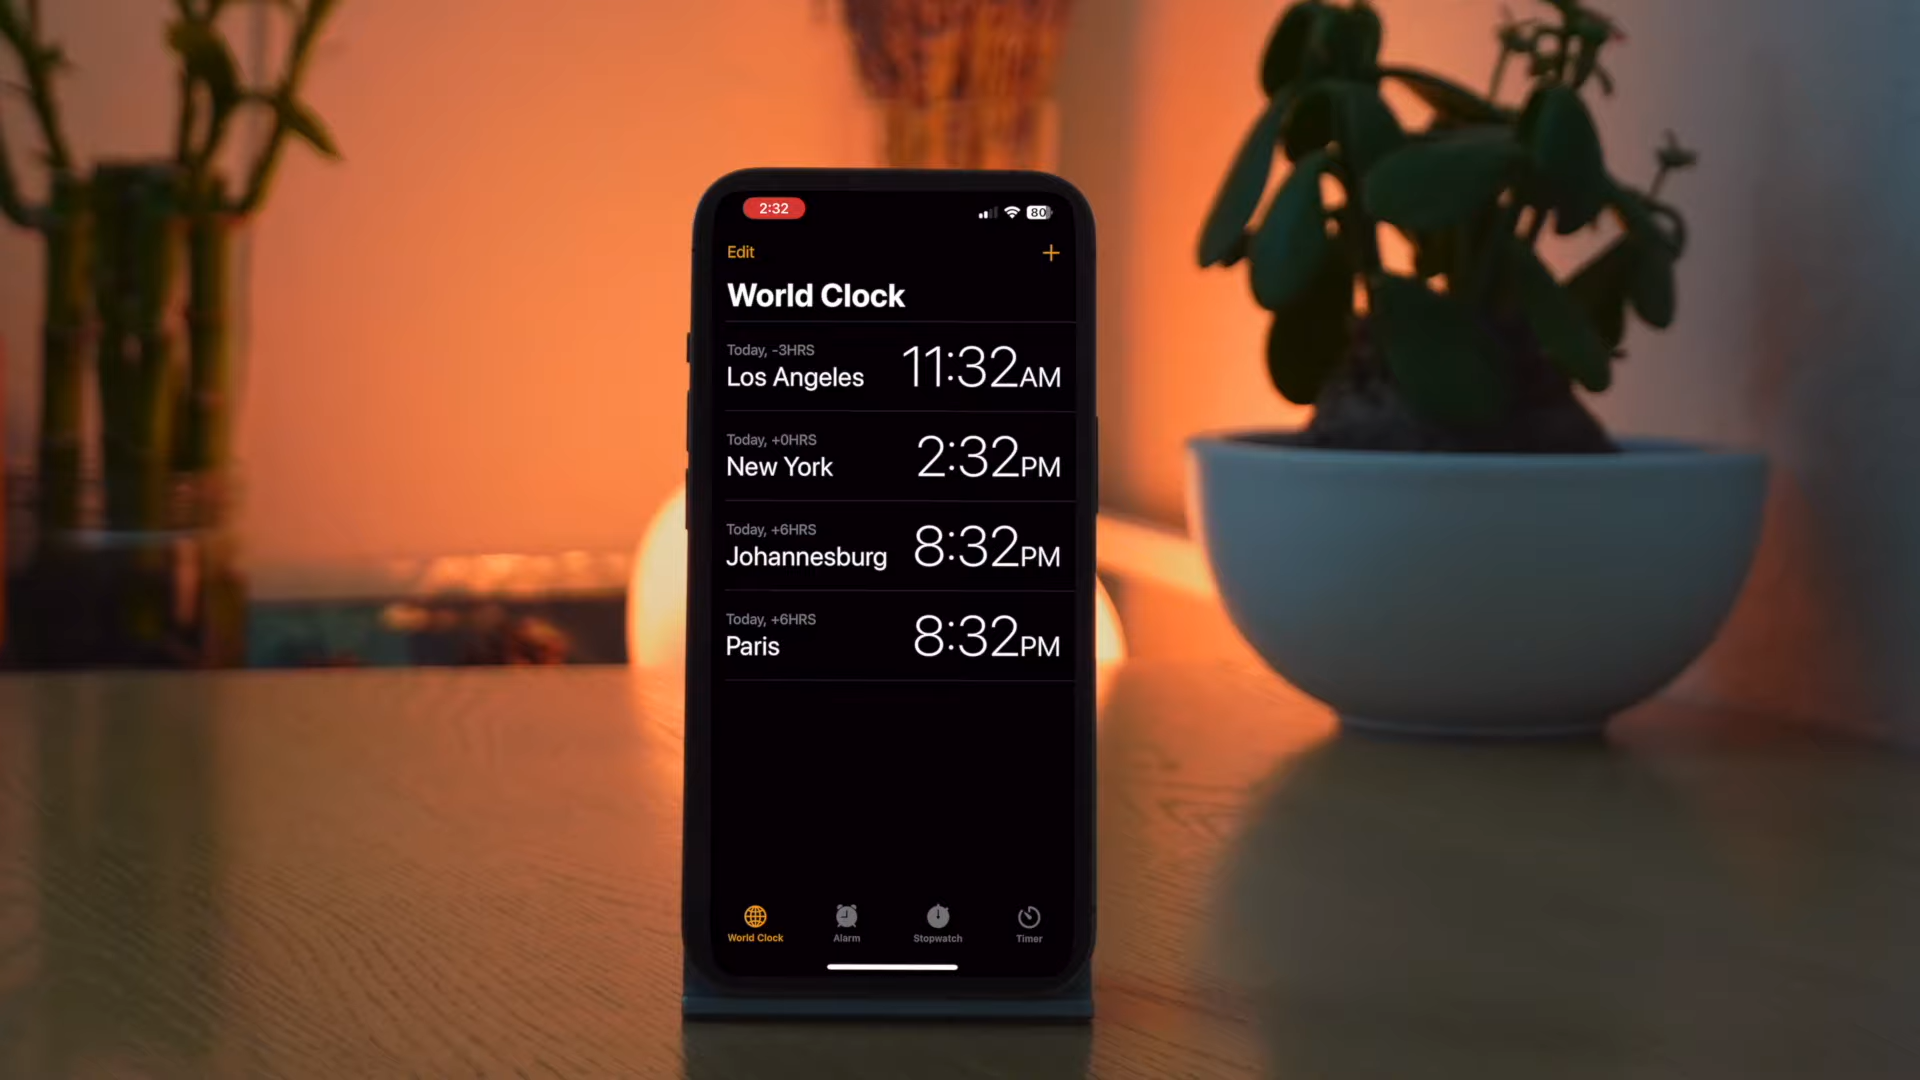 2:32
80
Edit
World Clock
Today, -3HRS
Los Angeles
11:32AM
Today, +0HRS
New York
2:32PM
Today, +6HRS
Johannesburg
8:32PM
Today, +6HRS
Paris
8:32PM
World Clock
Alarm
Stopwatch
Timer